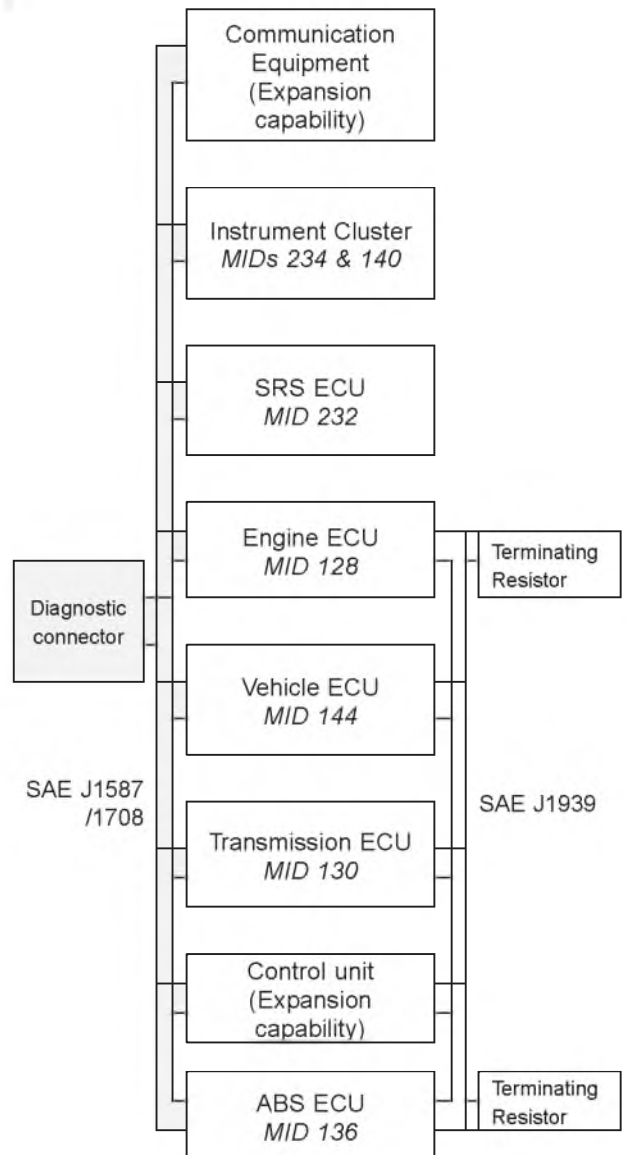 Communication
Equipment
(Expansion
capability)
Instrument Cluster
MIDs 234 & 140
SRS ECU
MID 232
Engine ECU
MID 128
Terminating
Resistor
Diagnostic
connector
Vehicle ECU
MID 144
SAE J1587
/1708
SAE J1939
Transmission ECU
MID 130
Control unit
(Expansion
capability)
ABS ECU
MID 136
Terminating
Resistor